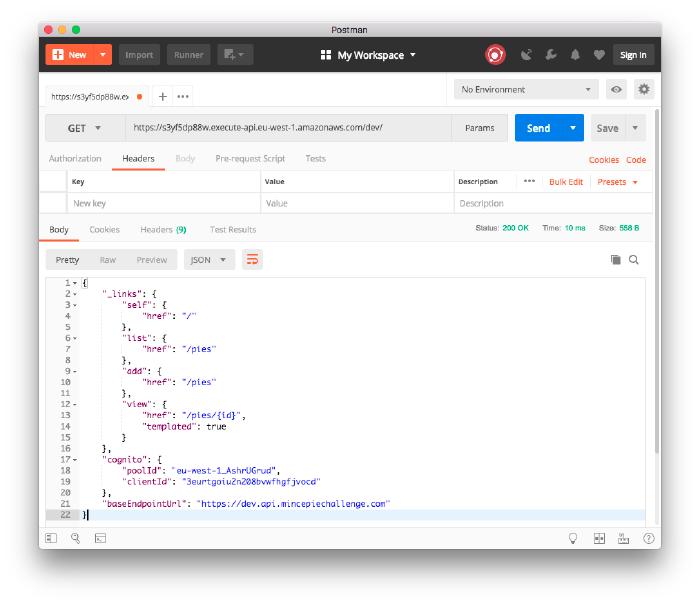 Postman
New Import Runner My Workspace Sign In
https://s3yf5dp88w.ex No Environment
GET https://s3yf5dp88w.execute-api.eu-west-1.amazonaws.com/dev/ Params Send Save
Authorization Headers Body Pre-request Script Tests Cookies Code
Key Value Description Bulk Edit Presets
New key Value Description
Body Cookies Headers (9) Test Results Status: 200 OK Time: 10 ms Size: 558 B
Pretty Raw Preview JSON
1 {
2 "_links": {
3 "self": {
4 "href": "/"
5 },
6 "list": {
7 "href": "/pies"
8 },
9 "add": {
10 "href": "/pies"
11 },
12 "view": {
13 "href": "/pies/{id}",
14 "templated": true
15 }
16 },
17 "cognito": {
18 "poolId": "eu-west-1_AshrUGrud",
19 "clientId": "3eurtgoiu2n208bvwfhgfjvocd"
20 },
21 "baseEndpointUrl": "https://dev.api.mincepiechallenge.com"
22 }